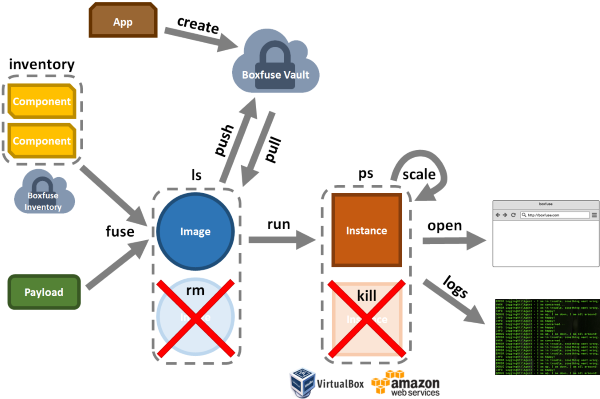 App
create
Boxfuse Vault
inventory
Component
Component
Boxfuse
Inventory
push
pull
ls
ps
scale
fuse
Image
run
Instance
open
boxfuse
Payload
rm
kill
logs
VirtualBox
amazon
web services